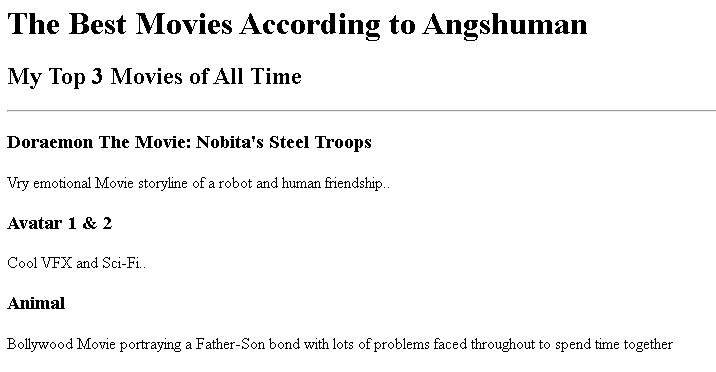 The Best Movies According to Angshuman
My Top 3 Movies of All Time
Doraemon The Movie: Nobita's Steel Troops
Vry emotional Movie storyline of a robot and human friendship..
Avatar 1 & 2
Cool VFX and Sci-Fi..
Animal
Bollywood Movie portraying a Father-Son bond with lots of problems faced throughout to spend time together